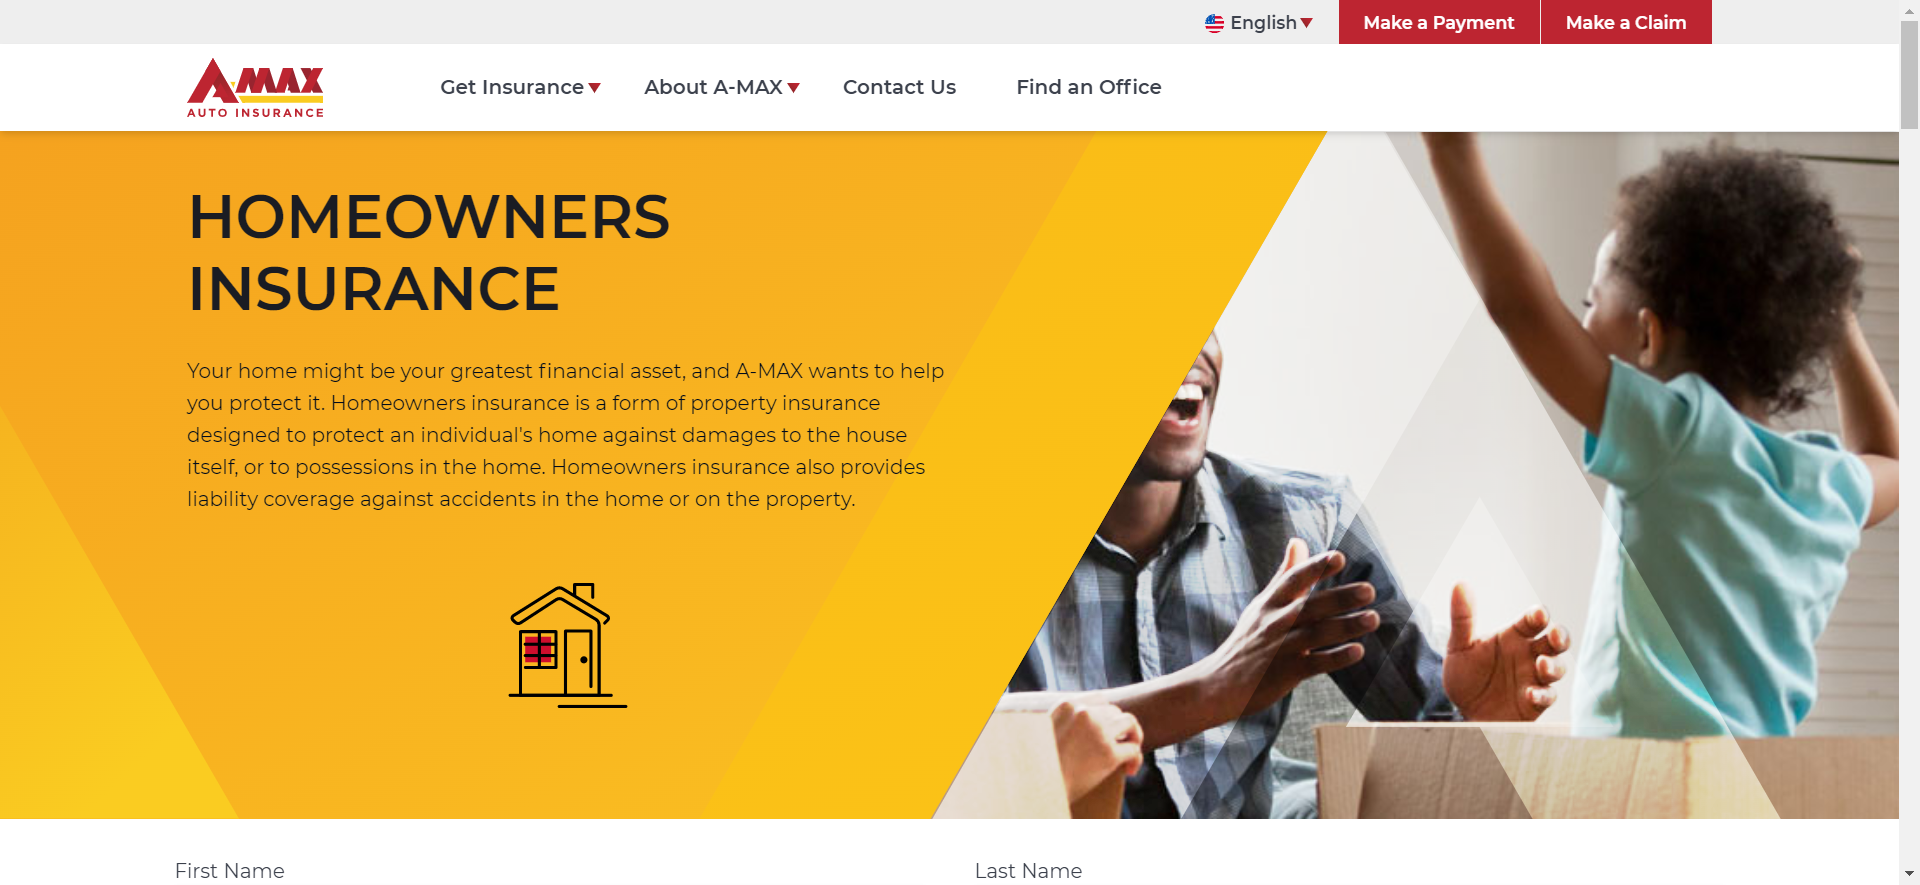 English
Make a Payment
Make a Claim
A-MAX
AUTO INSURANCE
Get Insurance
About A-MAX
Contact Us
Find an Office
HOMEOWNERS
INSURANCE
Your home might be your greatest financial asset, and A-MAX wants to help
you protect it. Homeowners insurance is a form of property insurance
designed to protect an individual's home against damages to the house
itself, or to possessions in the home. Homeowners insurance also provides
liability coverage against accidents in the home or on the property.
First Name
Last Name